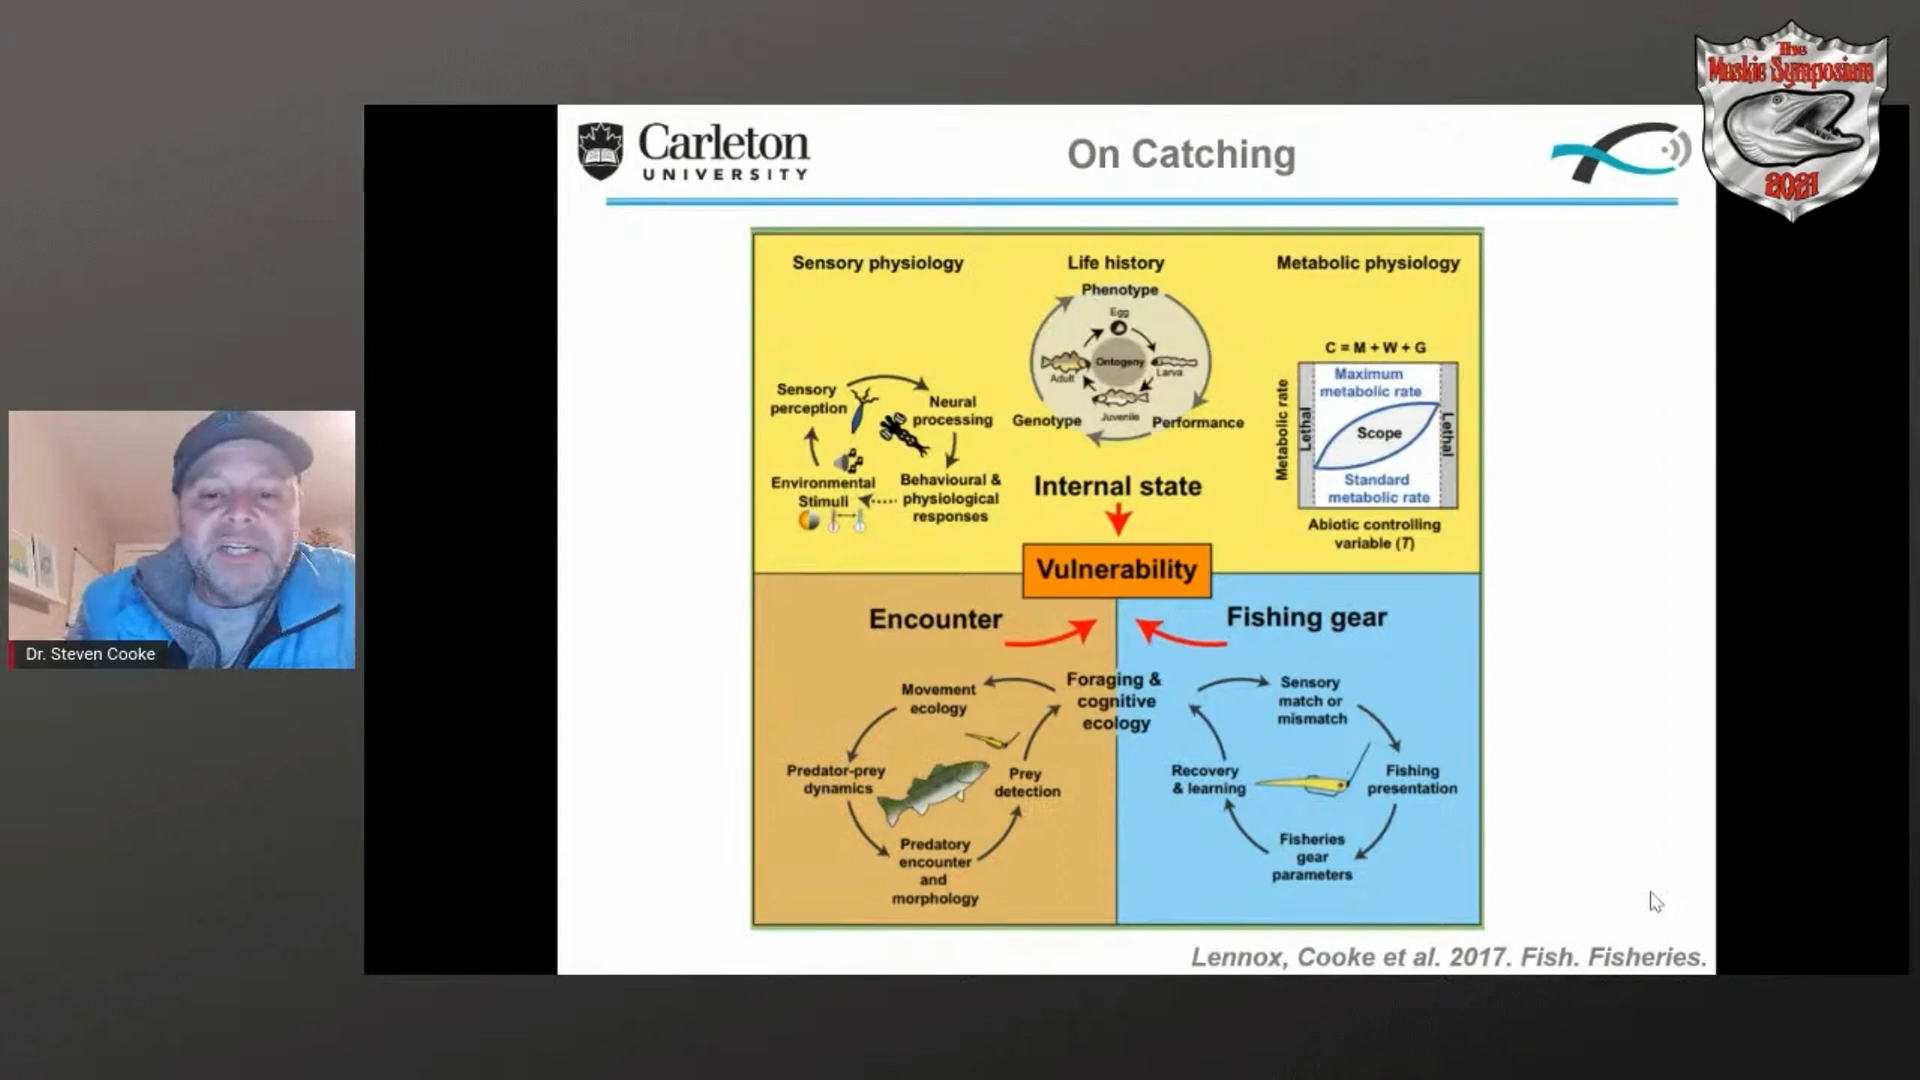 The
Muskie Symposium
2021
Carleton
UNIVERSITY
On Catching
Sensory physiology
Life history
Metabolic physiology
Phenotype
Egg
Ontogeny
Adult
Larva
Juvenile
Genotype
Performance
Sensory
perception
Neural
processing
Environmental
Stimuli
Behavioural &
physiological
responses
C = M + W + G
Maximum
metabolic rate
Metabolic rate
Lethal
Scope
Lethal
Standard
metabolic rate
Abiotic controlling
variable (T)
Internal state
Vulnerability
Encounter
Fishing gear
Foraging &
cognitive
ecology
Movement
ecology
Predator-prey
dynamics
Prey
detection
Predatory
encounter
and
morphology
Sensory
match or
mismatch
Recovery
& learning
Fishing
presentation
Fisheries
gear
parameters
Dr. Steven Cooke
Lennox, Cooke et al. 2017. Fish. Fisheries.